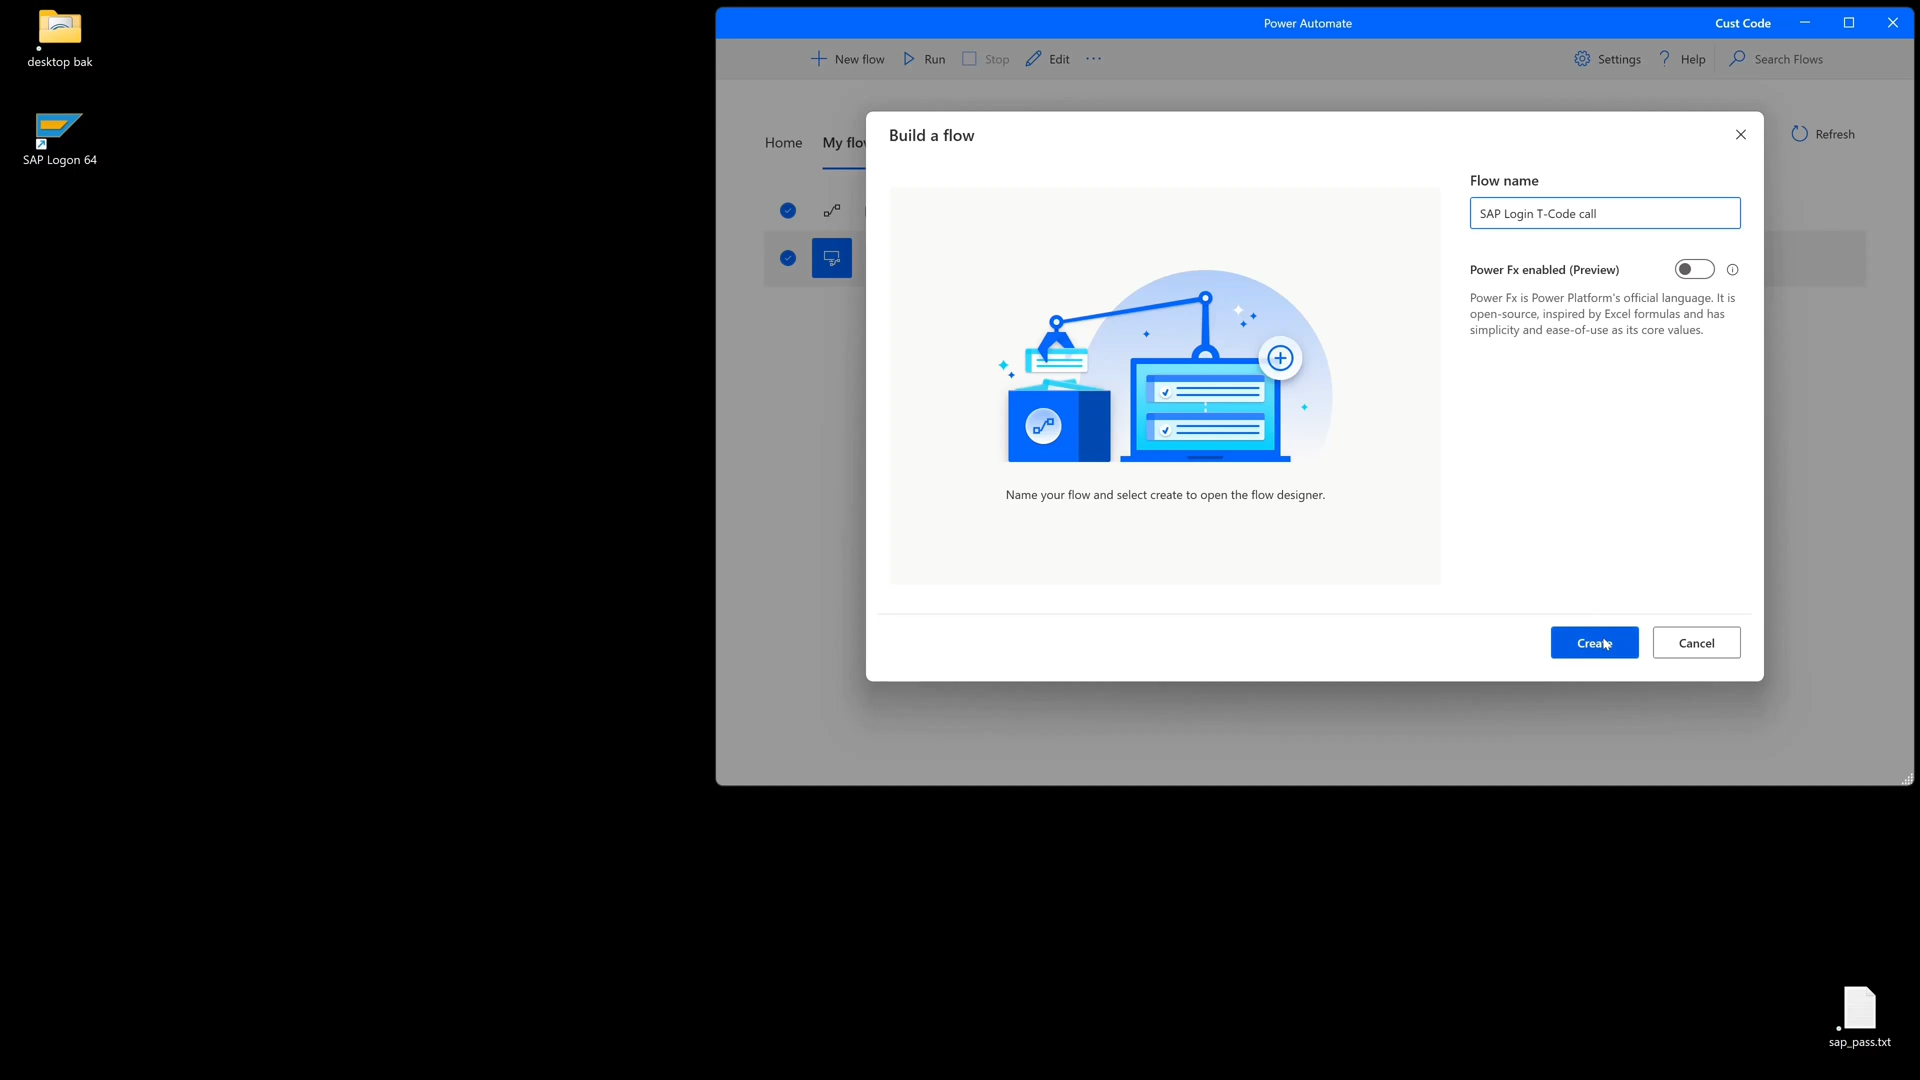 desktop bak
SAP Logon 64
Power Automate
Cust Code
New flow
Run
Stop
Edit
Settings
Help
Search Flows
Home
My flo
Refresh
Build a flow
Flow name
SAP Login T-Code call
Power Fx enabled (Preview)
Power Fx is Power Platform's official language. It is
open-source, inspired by Excel formulas and has
simplicity and ease-of-use as its core values.
Name your flow and select create to open the flow designer.
Create
Cancel
sap_pass.txt